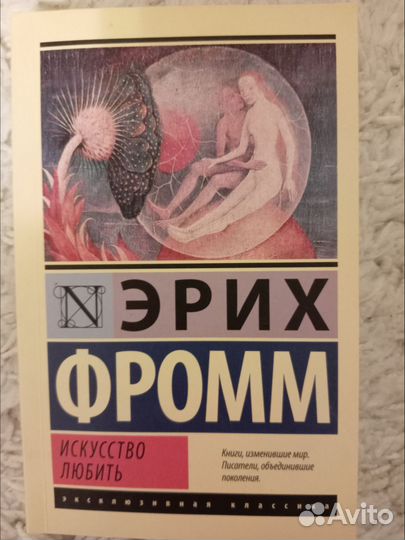 N
ЭРИХ
ФРОММ
ИСКУССТВО
ЛЮБИТЬ
Книги, изменившие мир.
Писатели, объединившие
поколения.
эксклюзивная классика
Avito